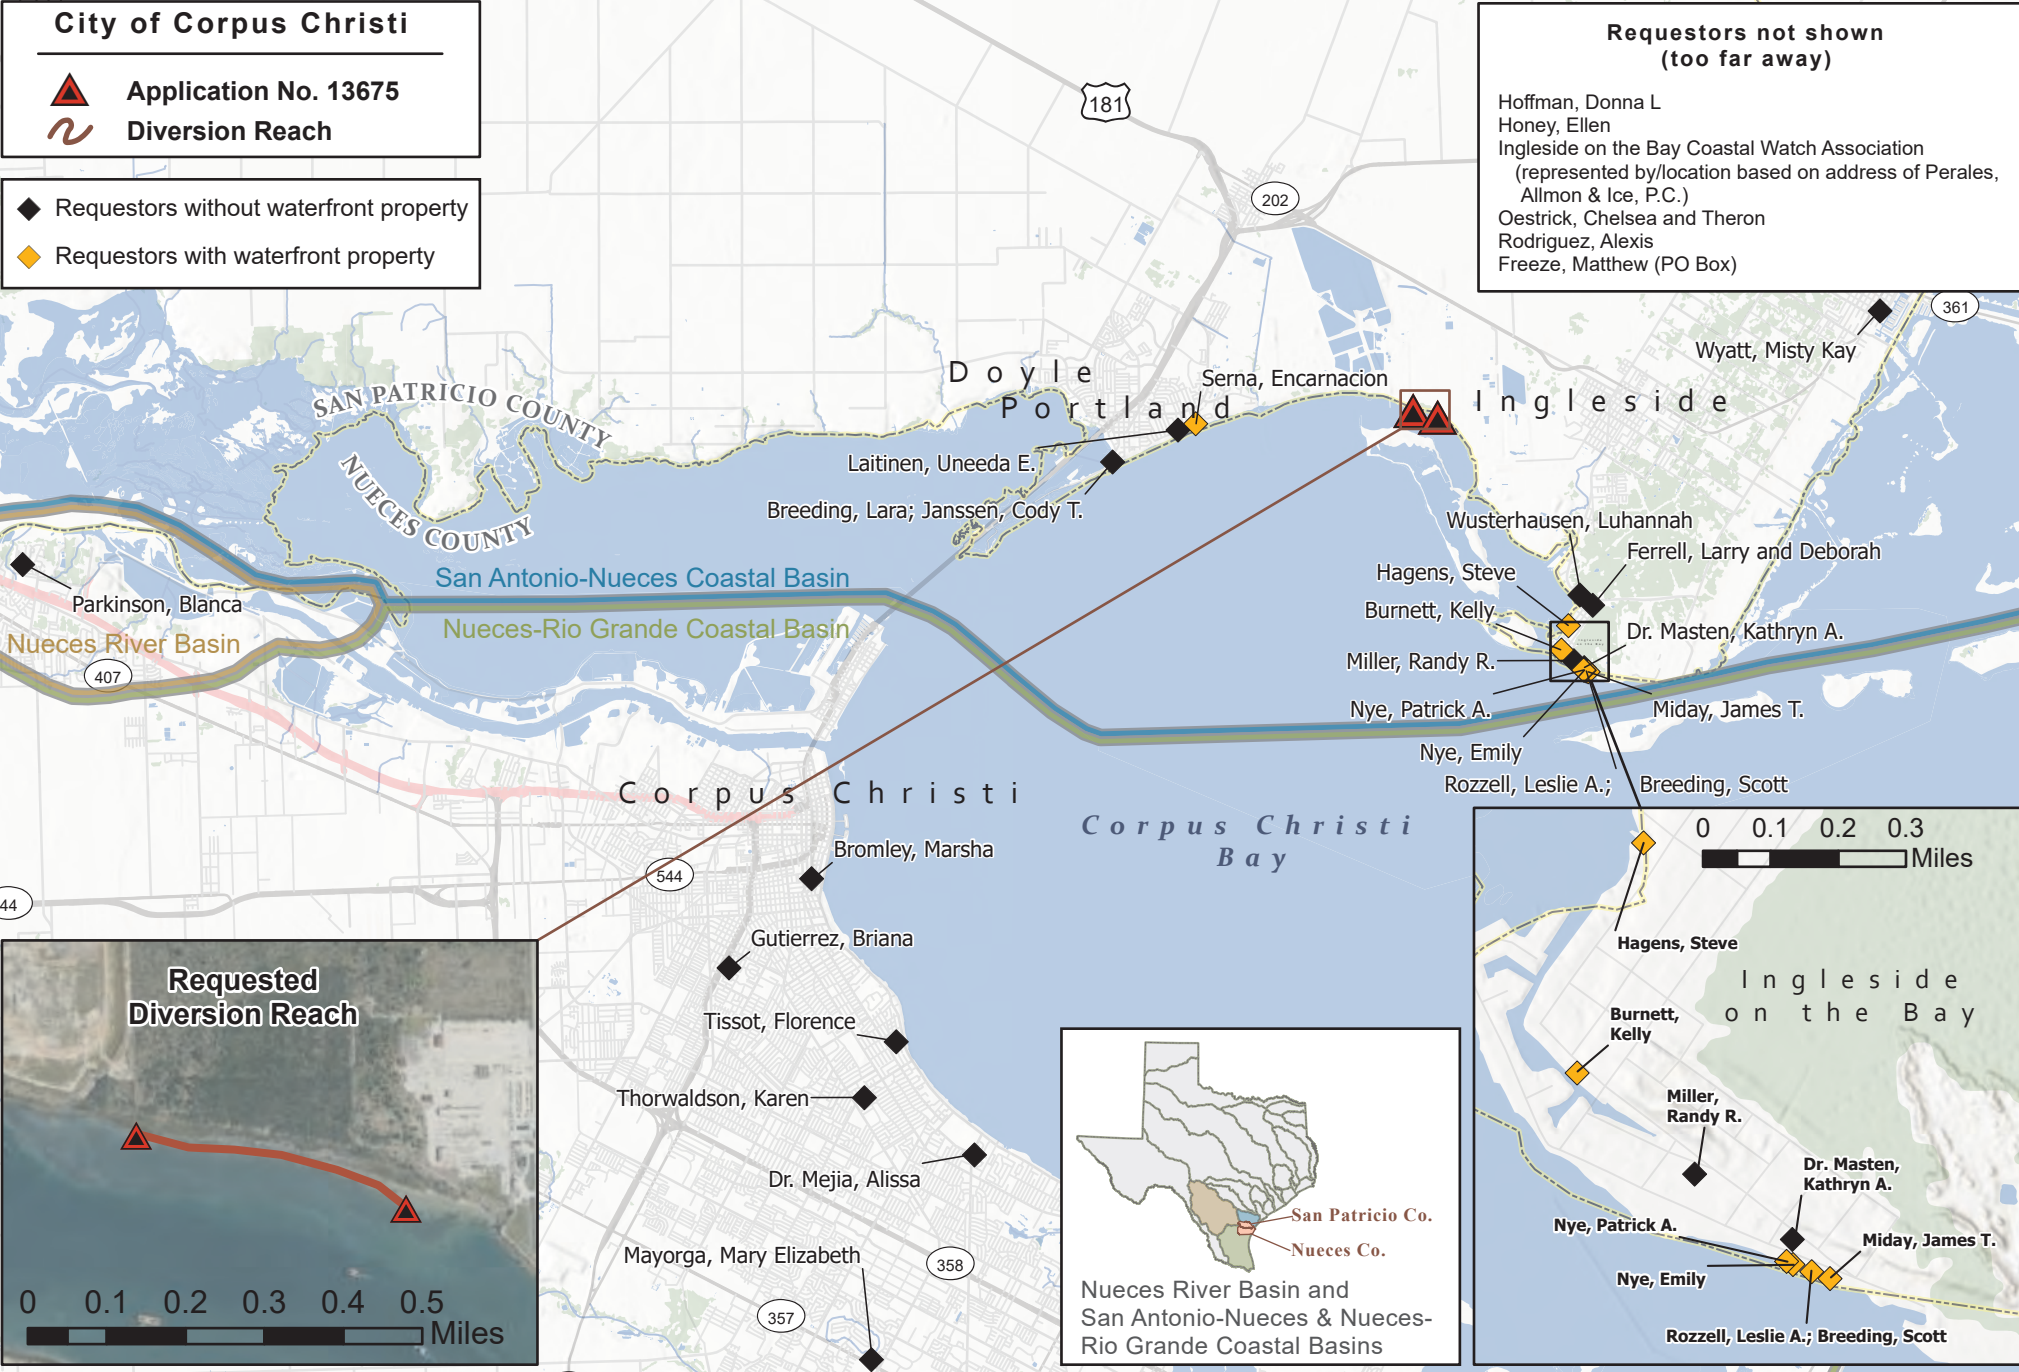 City of Corpus Christi
Application No. 13675
Diversion Reach
Requestors without waterfront property
Requestors with waterfront property
Requestors not shown
(too far away)
Hoffman, Donna L
Honey, Ellen
Ingleside on the Bay Coastal Watch Association
(represented by/location based on address of Perales,
Allmon & Ice, P.C.)
Oestrick, Chelsea and Theron
Rodriguez, Alexis
Freeze, Matthew (PO Box)
181
202
361
Wyatt, Misty Kay
Doyle
Serna, Encarnacion
Portland
Ingleside
SAN PATRICIO COUNTY
NUECES COUNTY
Laitinen, Uneeda E.
Breeding, Lara; Janssen, Cody T.
Wusterhausen, Luhannah
Ferrell, Larry and Deborah
Hagens, Steve
Burnett, Kelly
Dr. Masten, Kathryn A.
Miller, Randy R.
Nye, Patrick A.
Miday, James T.
Nye, Emily
Rozzell, Leslie A.; Breeding, Scott
San Antonio-Nueces Coastal Basin
Nueces-Rio Grande Coastal Basin
Parkinson, Blanca
Nueces River Basin
407
Corpus Christi
Corpus Christi
Bay
Bromley, Marsha
544
44
Gutierrez, Briana
Tissot, Florence
Thorwaldson, Karen
Dr. Mejia, Alissa
Mayorga, Mary Elizabeth
358
357
Requested
Diversion Reach
0 0.1 0.2 0.3 0.4 0.5
Miles
San Patricio Co.
Nueces Co.
Nueces River Basin and
San Antonio-Nueces & Nueces-
Rio Grande Coastal Basins
0 0.1 0.2 0.3
Miles
Hagens, Steve
Ingleside
on the Bay
Burnett,
Kelly
Miller,
Randy R.
Dr. Masten,
Kathryn A.
Nye, Patrick A.
Miday, James T.
Nye, Emily
Rozzell, Leslie A.; Breeding, Scott